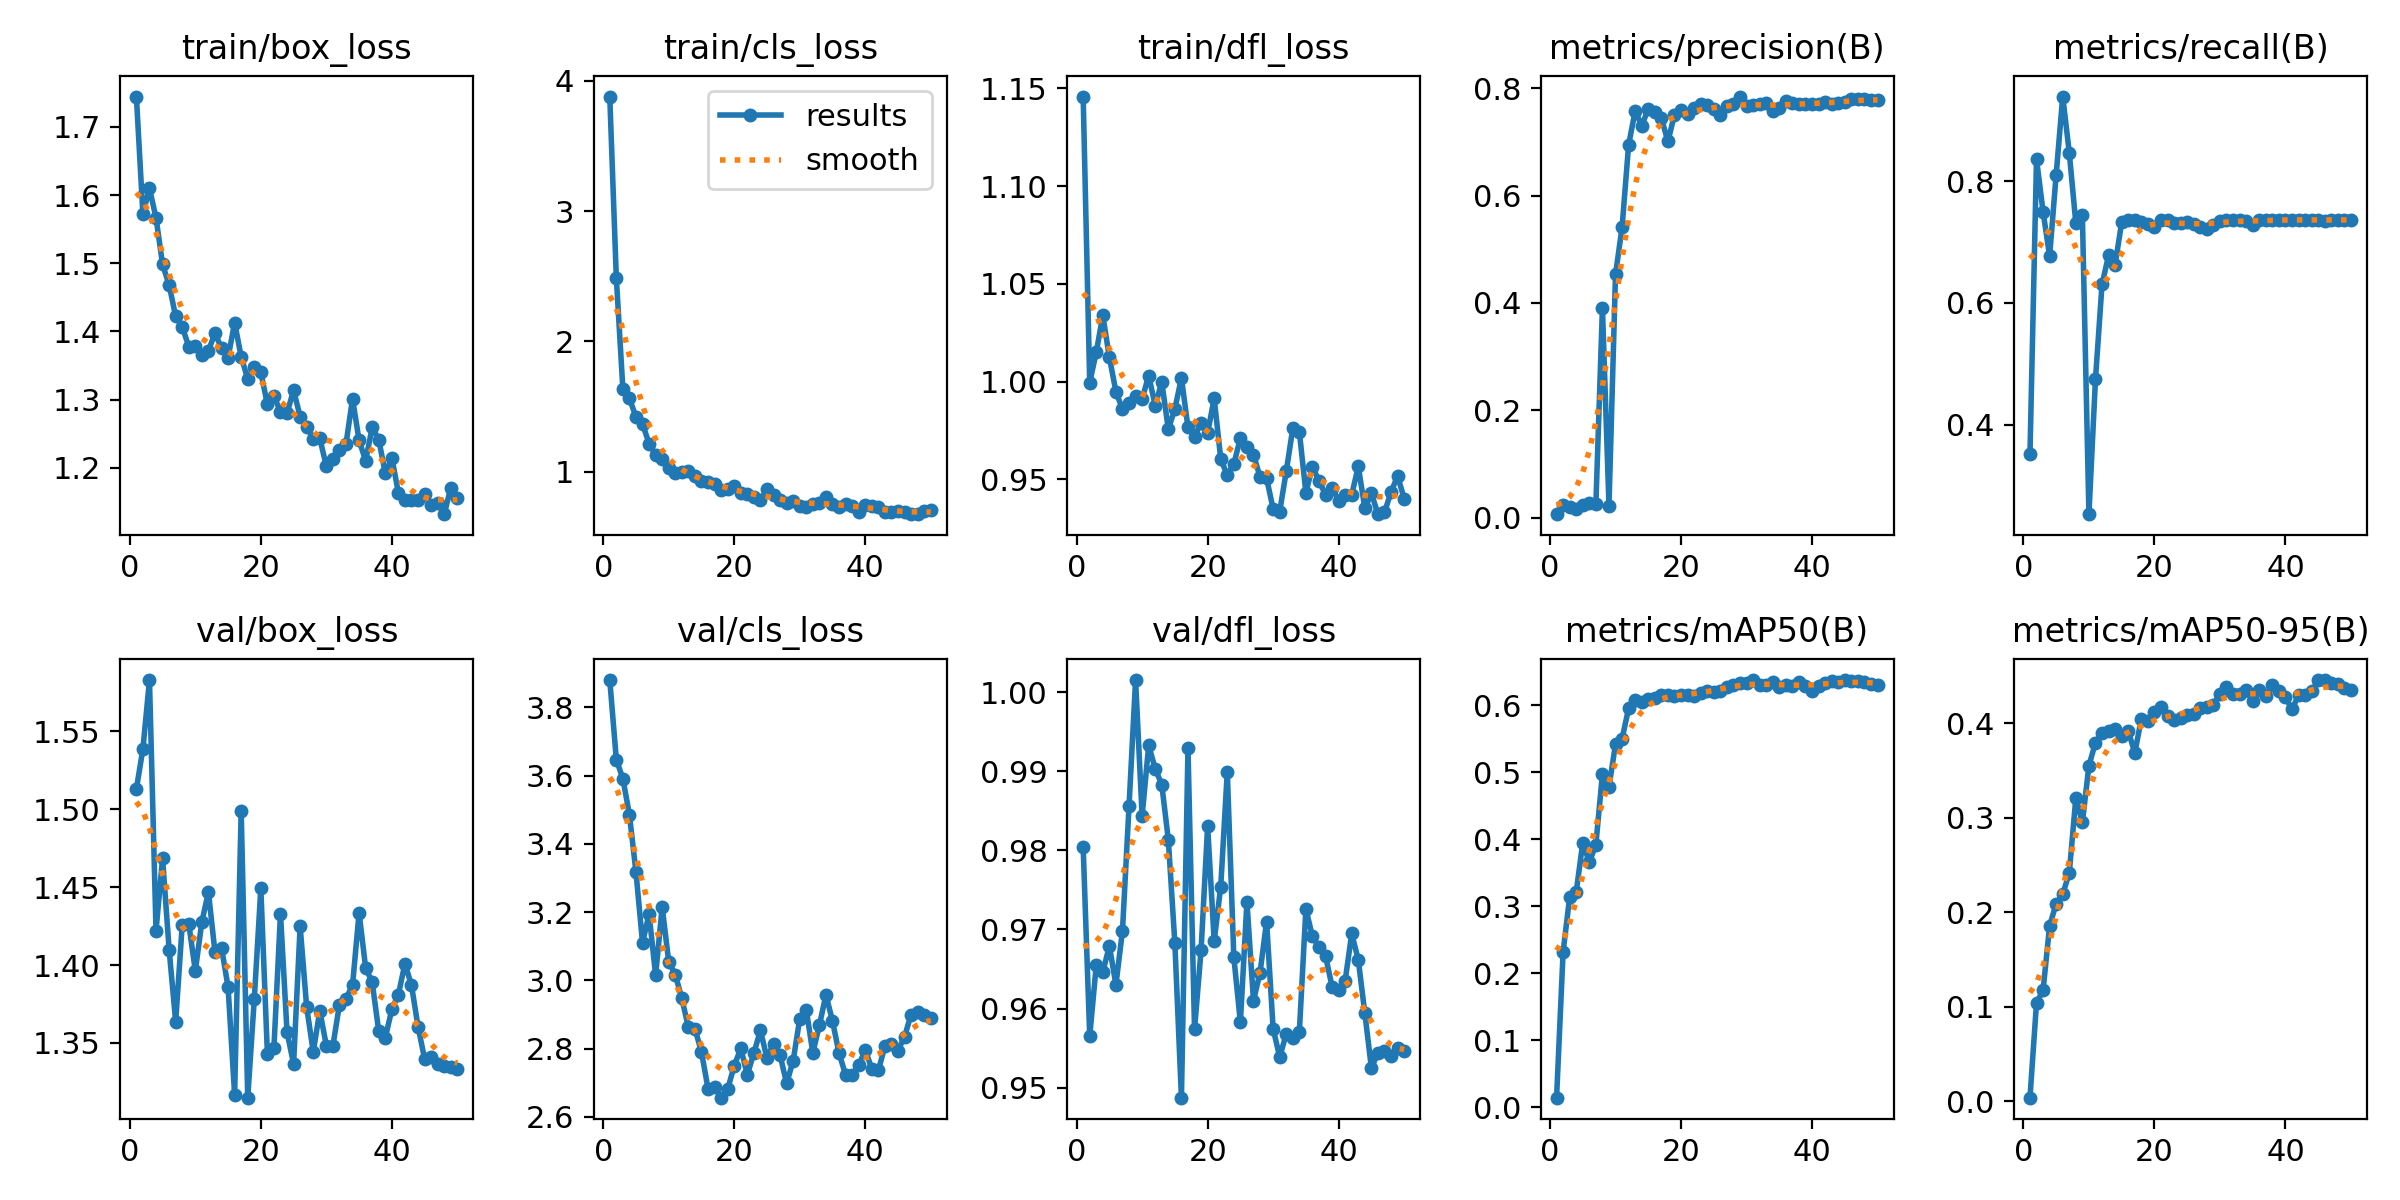 train/box_loss
1.7
1.6
1.5
1.4
1.3
1.2
0 20 40
train/cls_loss
4
3
2
1
0 20 40
results
smooth
train/dfl_loss
1.15
1.10
1.05
1.00
0.95
0 20 40
metrics/precision(B)
0.8
0.6
0.4
0.2
0.0
0 20 40
metrics/recall(B)
0.8
0.6
0.4
0 20 40
val/box_loss
1.55
1.50
1.45
1.40
1.35
0 20 40
val/cls_loss
3.8
3.6
3.4
3.2
3.0
2.8
2.6
0 20 40
val/dfl_loss
1.00
0.99
0.98
0.97
0.96
0.95
0 20 40
metrics/mAP50(B)
0.6
0.5
0.4
0.3
0.2
0.1
0.0
0 20 40
metrics/mAP50-95(B)
0.4
0.3
0.2
0.1
0.0
0 20 40